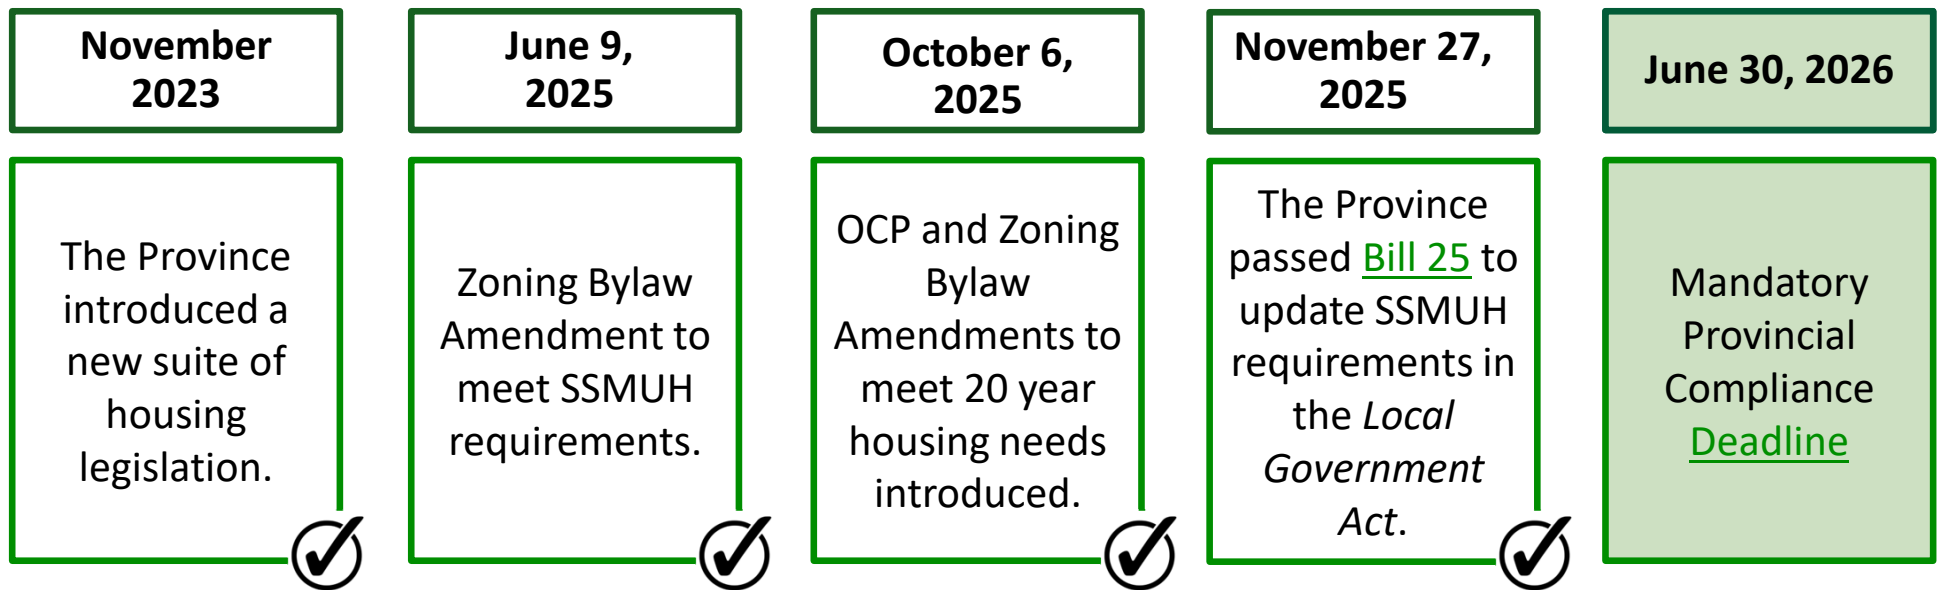 November
2023
The Province
introduced a
new suite of
housing
legislation.
June 9,
2025
Zoning Bylaw
Amendment to
meet SSMUH
requirements.
October 6,
2025
OCP and Zoning
Bylaw
Amendments to
meet 20 year
housing needs
introduced.
November 27,
2025
The Province
passed Bill 25 to
update SSMUH
requirements in
the Local
Government
Act.
June 30, 2026
Mandatory
Provincial
Compliance
Deadline